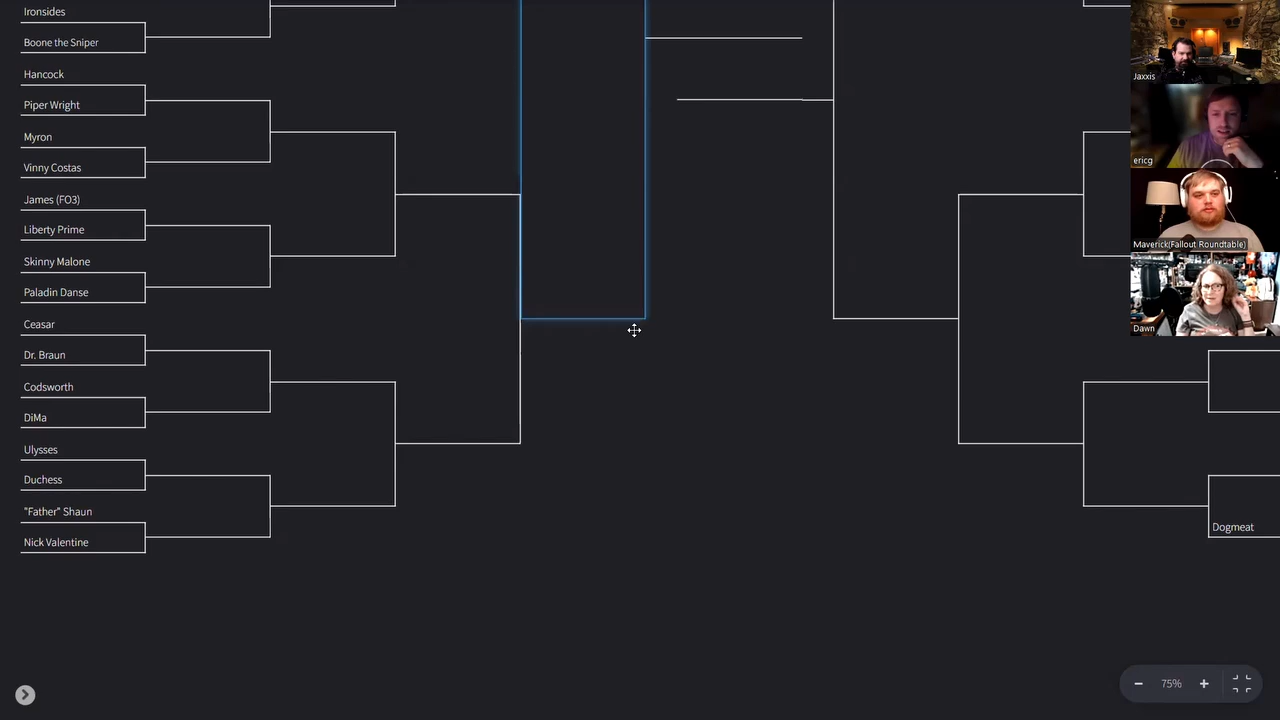 Ironsides
Boone the Sniper
Hancock
Piper Wright
Myron
Vinny Costas
James (FO3)
Liberty Prime
Skinny Malone
Paladin Danse
Ceasar
Dr. Braun
Codsworth
DiMa
Ulysses
Duchess
"Father" Shaun
Nick Valentine
Dogmeat
Jaxxis
ericg
Maverick(Fallout Roundtable)
Dawn
75%